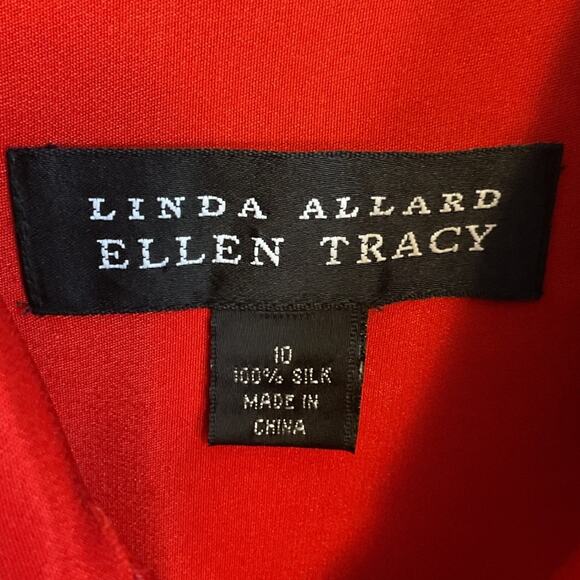 LINDA ALLARD
ELLEN TRACY
10
100% SILK
MADE IN
CHINA